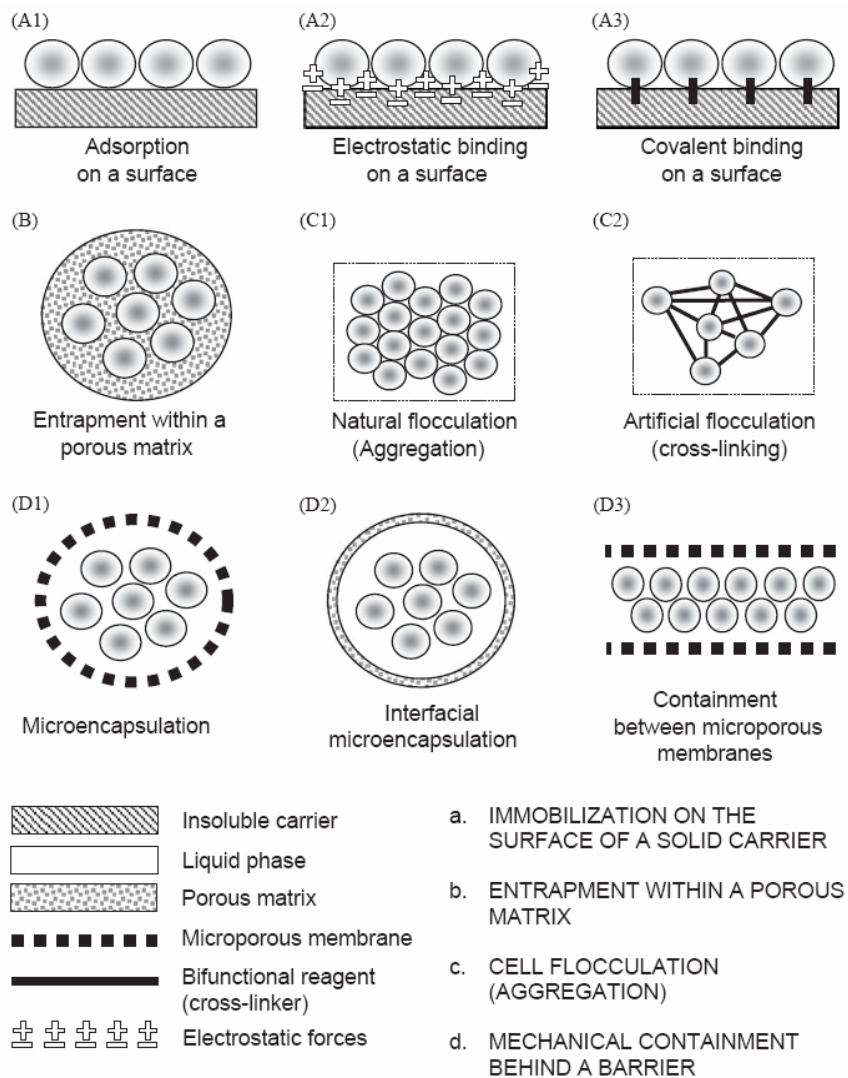 (A1)
(A2)
(A3)
Adsorption
on a surface
Electrostatic binding
on a surface
Covalent binding
on a surface
(B)
(C1)
(C2)
Entrapment within a
porous matrix
Natural flocculation
(Aggregation)
Artificial flocculation
(cross-linking)
(D1)
(D2)
(D3)
Microencapsulation
Interfacial
microencapsulation
Containment
between microporous
membranes
Insoluble carrier
Liquid phase
Porous matrix
Microporous membrane
Bifunctional reagent
(cross-linker)
Electrostatic forces
a. IMMOBILIZATION ON THE
SURFACE OF A SOLID CARRIER
b. ENTRAPMENT WITHIN A POROUS
MATRIX
c. CELL FLOCCULATION
(AGGREGATION)
d. MECHANICAL CONTAINMENT
BEHIND A BARRIER